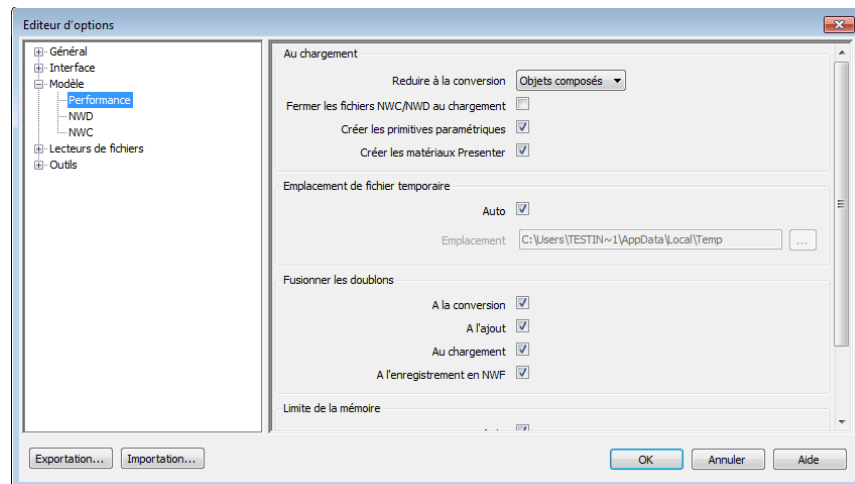 Editeur d'options
Général
Interface
Modèle
Performance
NWD
NWC
Lecteurs de fichiers
Outils
Au chargement
Reduire à la conversion Objets composés
Fermer les fichiers NWC/NWD au chargement
Créer les primitives paramétriques
Créer les matériaux Presenter
Emplacement de fichier temporaire
Auto
Emplacement C:\Users\TESTIN~1\AppData\Local\Temp ...
Fusionner les doublons
A la conversion
A l'ajout
Au chargement
A l'enregistrement en NWF
Limite de la mémoire
Exportation... Importation... OK Annuler Aide